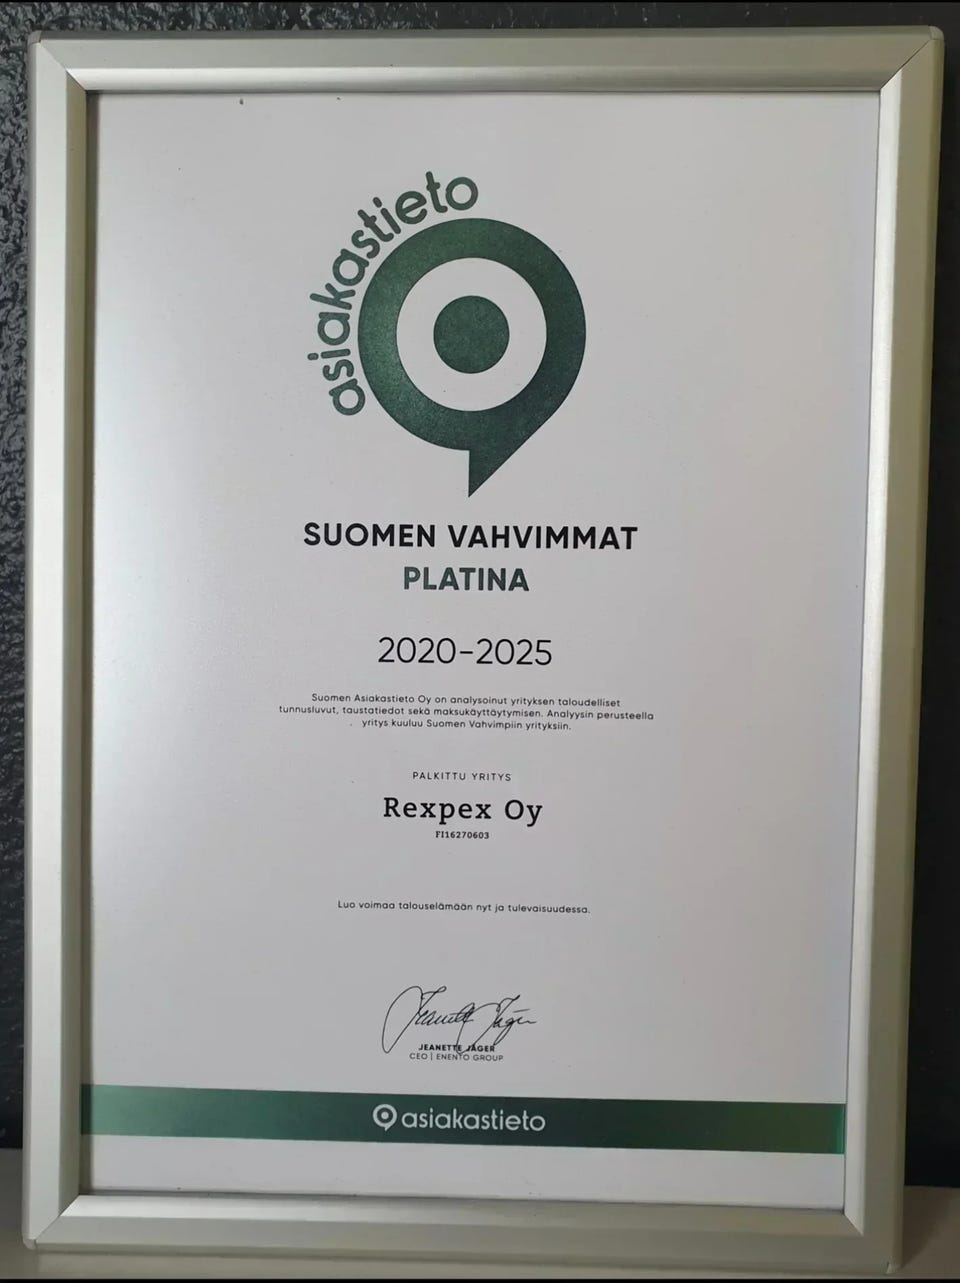 asiakastieto
SUOMEN VAHVIMMAT
PLATINA
2020-2025
Suomen Asiakastieto Oy on analysoinut yrityksen taloudelliset
tunnusluvut, taustatiedot sekä maksukäyttäytymisen. Analyysin perusteella
yritys kuuluu Suomen Vahvimpiin yrityksiin.
PALKITTU YRITYS
Rexpex Oy
FI16270603
Luo voimaa talouselämään nyt ja tulevaisuudessa.
Jeanette Jäger
JEANETTE JÄGER
CEO | ENENTO GROUP
asiakastieto